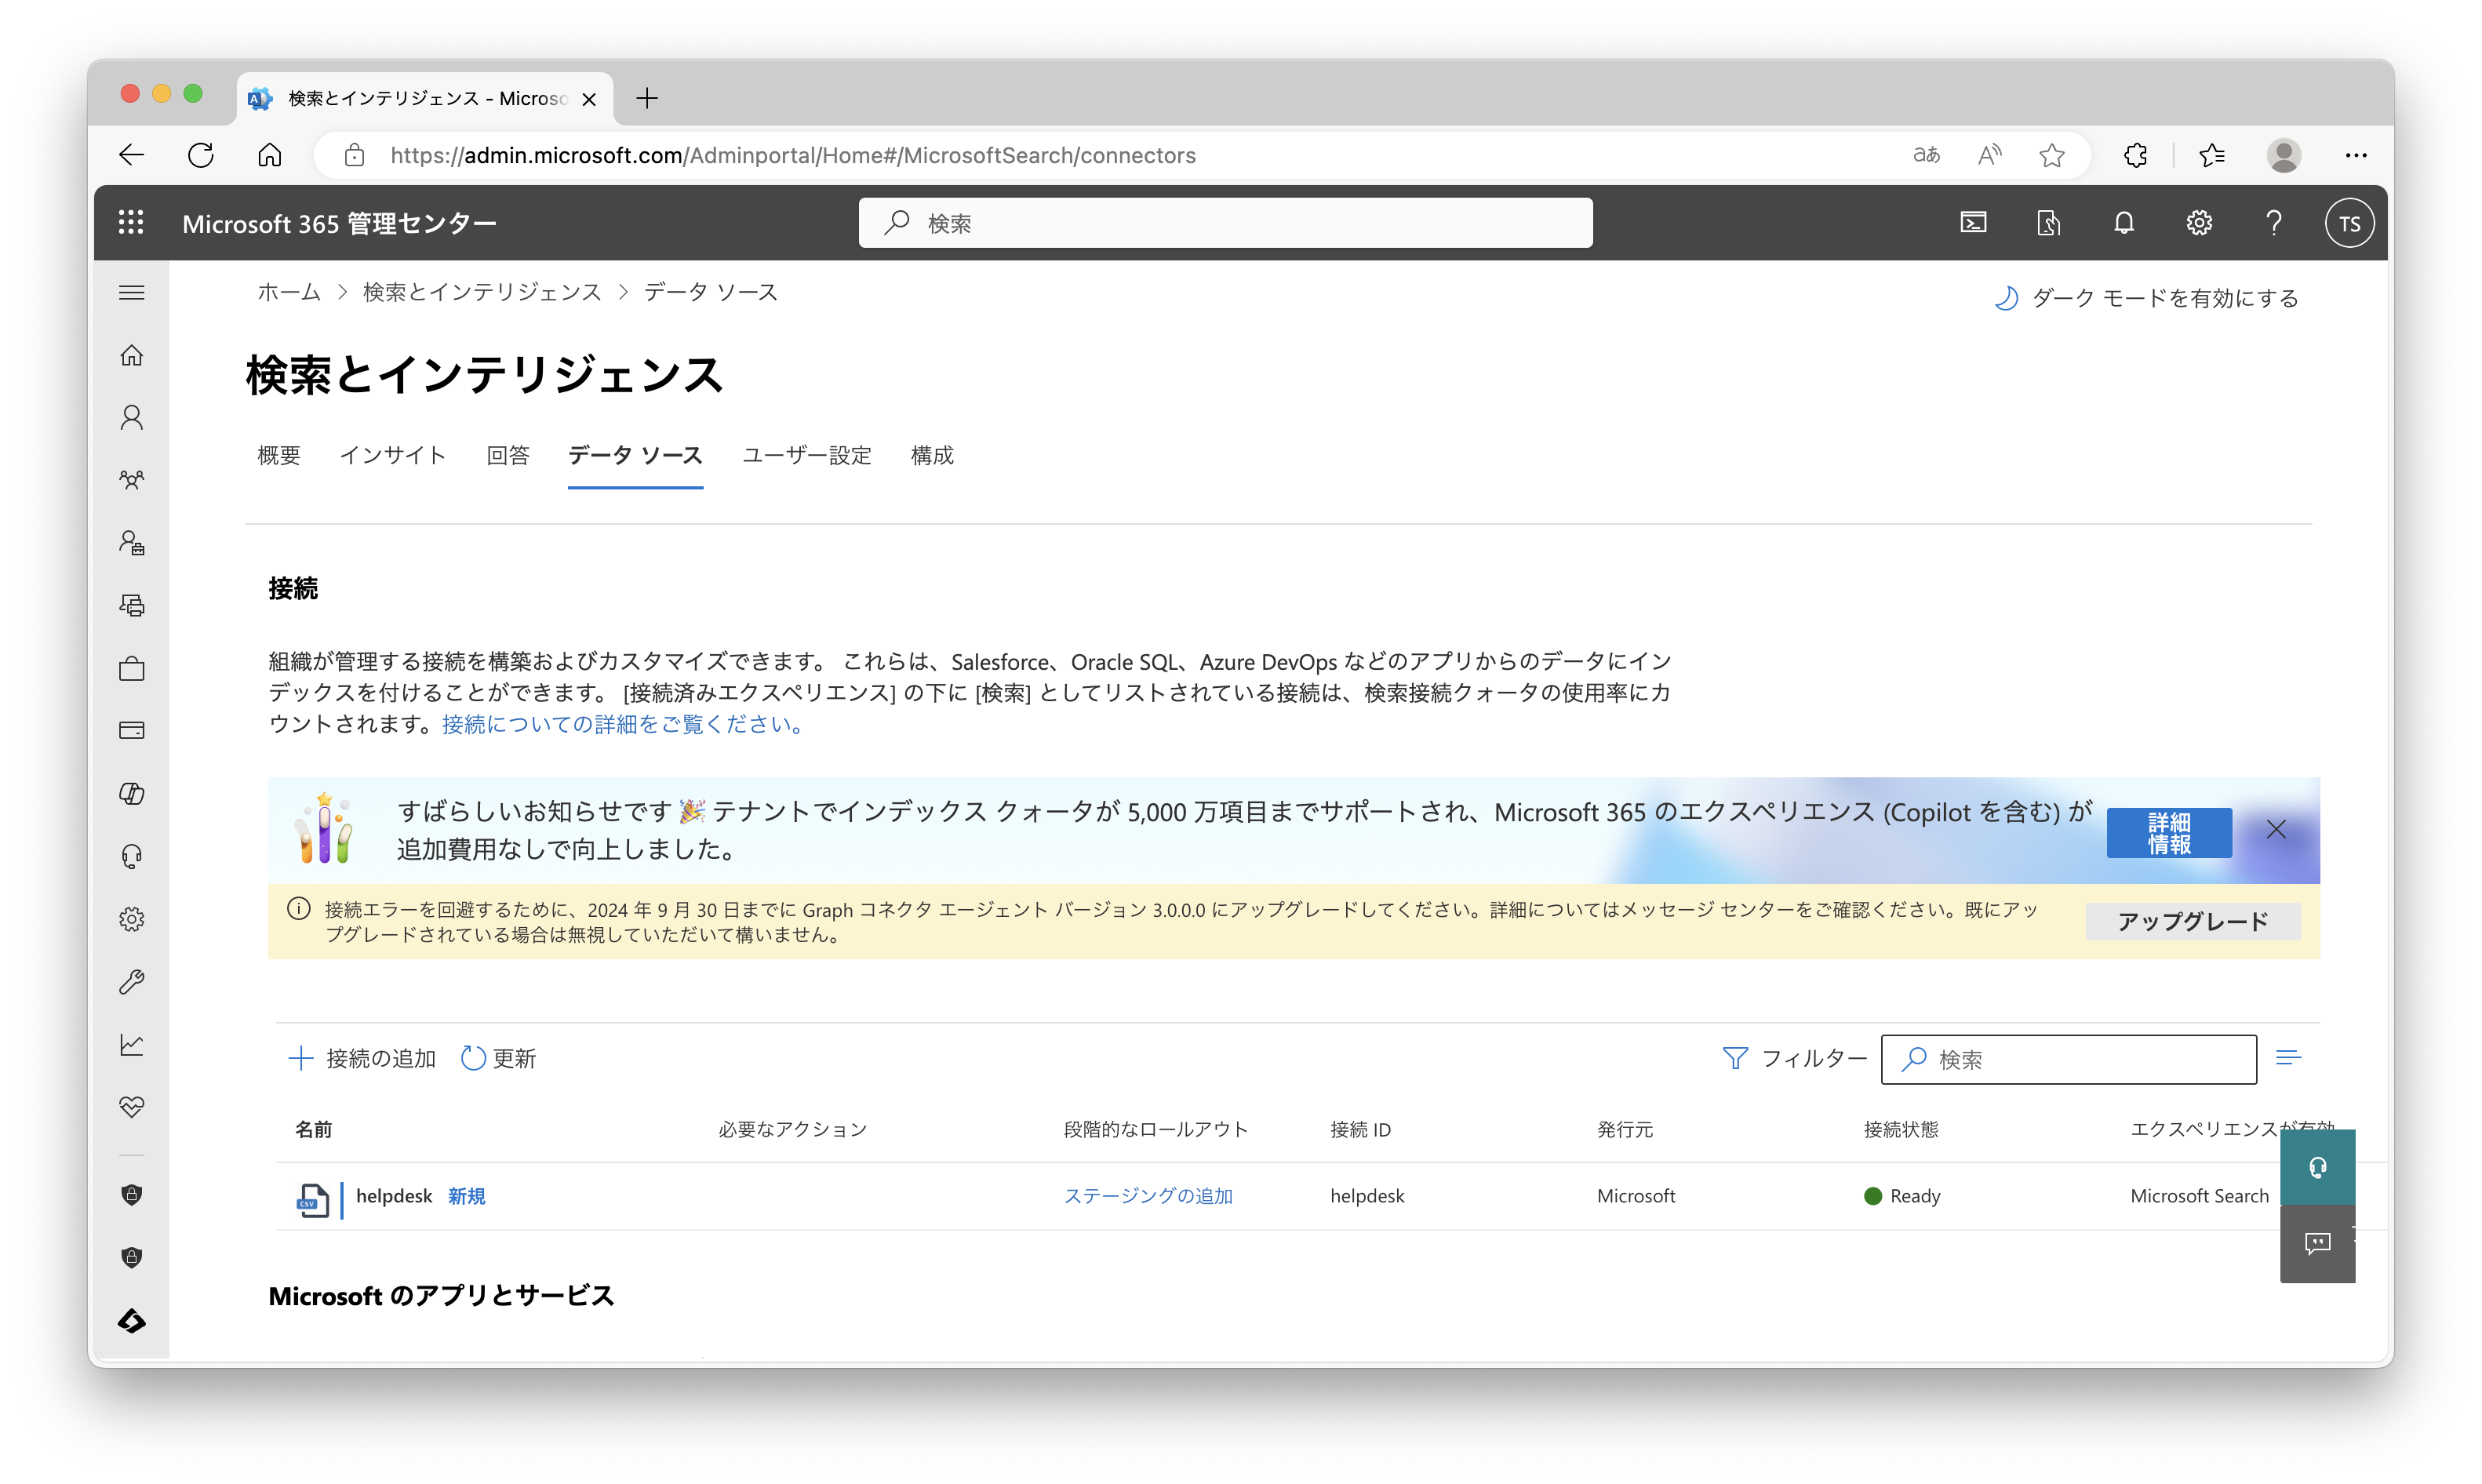 検索とインテリジェンス - Microso
https://admin.microsoft.com/Adminportal/Home#/MicrosoftSearch/connectors
aあ
Microsoft 365 管理センター
検索
TS
ホーム > 検索とインテリジェンス > データ ソース
ダーク モードを有効にする
検索とインテリジェンス
概要 インサイト 回答 データ ソース ユーザー設定 構成
接続
組織が管理する接続を構築およびカスタマイズできます。 これらは、Salesforce、Oracle SQL、Azure DevOps などのアプリからのデータにイン
デックスを付けることができます。 [接続済みエクスペリエンス] の下に [検索] としてリストされている接続は、検索接続クォータの使用率にカ
ウントされます。接続についての詳細をご覧ください。
すばらしいお知らせです🎉テナントでインデックス クォータが 5,000 万項目までサポートされ、Microsoft 365 のエクスペリエンス (Copilot を含む) が
追加費用なしで向上しました。
詳細
情報
接続エラーを回避するために、2024 年 9 月 30 日までに Graph コネクタ エージェント バージョン 3.0.0.0 にアップグレードしてください。詳細についてはメッセージ センターをご確認ください。既にアッ
プグレードされている場合は無視していただいて構いません。
アップグレード
接続の追加 更新 フィルター 検索
名前 必要なアクション 段階的なロールアウト 接続 ID 発行元 接続状態 エクスペリエンスが有効
CSV helpdesk 新規 ステージングの追加 helpdesk Microsoft Ready Microsoft Search
Microsoft のアプリとサービス